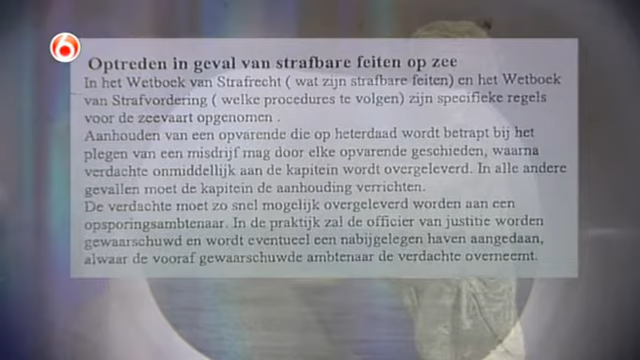 6
Optreden in geval van strafbare feiten op zee
In het Wetboek van Strafrecht ( wat zijn strafbare feiten) en het Wetboek
van Strafvordering ( welke procedures te volgen) zijn specifieke regels
voor de zeevaart opgenomen .
Aanhouden van een opvarende die op heterdaad wordt betrapt bij het
plegen van een misdrijf mag door elke opvarende geschieden, waarna
verdachte onmiddellijk aan de kapitein wordt overgeleverd. In alle andere
gevallen moet de kapitein de aanhouding verrichten.
De verdachte moet zo snel mogelijk overgeleverd worden aan een
opsporingsambtenaar. In de praktijk zal de officier van justitie worden
gewaarschuwd en wordt eventueel een nabijgelegen haven aangedaan,
alwaar de vooraf gewaarschuwde ambtenaar de verdachte overneemt.